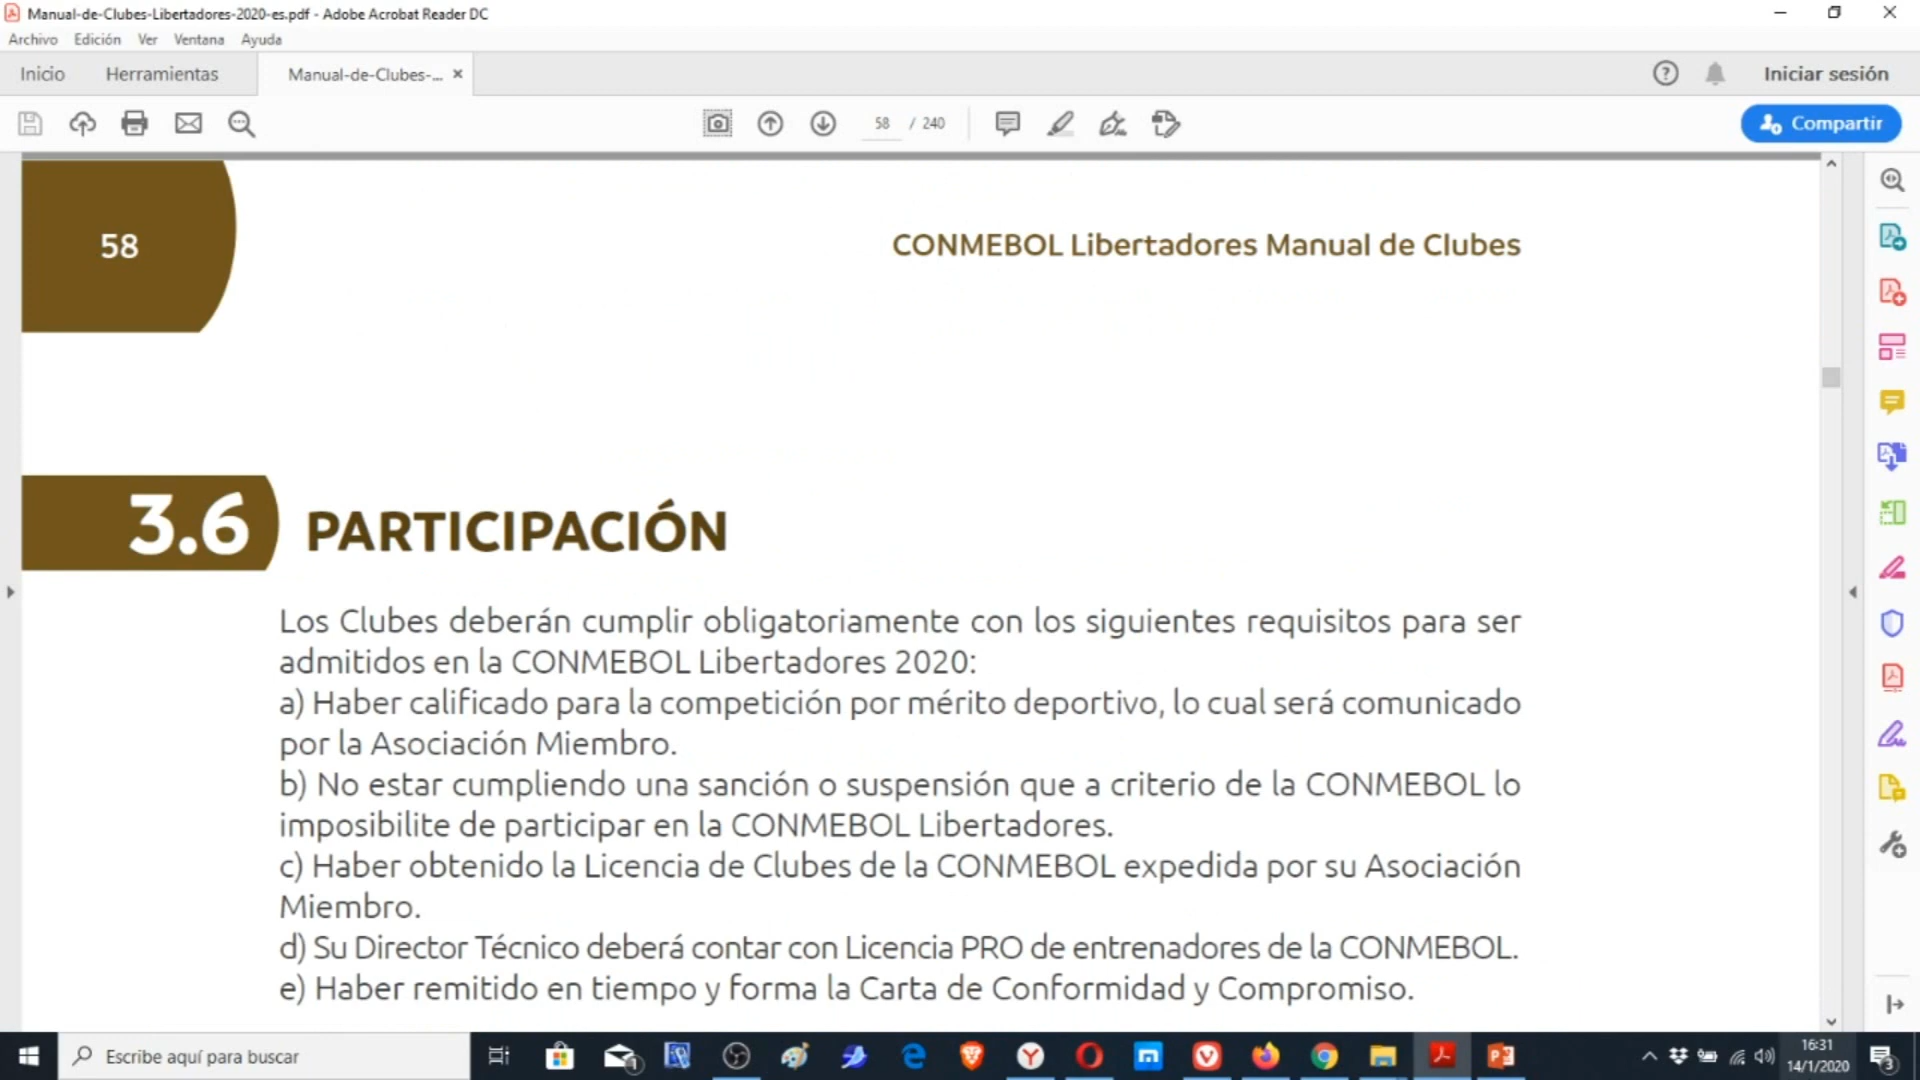 Manual-de-Clubes-Libertadores-2020-es.pdf - Adobe Acrobat Reader DC
Archivo Edición Ver Ventana Ayuda
Inicio Herramientas Manual-de-Clubes-... × Iniciar sesión
58 / 240 Compartir
58
CONMEBOL Libertadores Manual de Clubes
3.6 PARTICIPACIÓN
Los Clubes deberán cumplir obligatoriamente con los siguientes requisitos para ser
admitidos en la CONMEBOL Libertadores 2020:
a) Haber calificado para la competición por mérito deportivo, lo cual será comunicado
por la Asociación Miembro.
b) No estar cumpliendo una sanción o suspensión que a criterio de la CONMEBOL lo
imposibilite de participar en la CONMEBOL Libertadores.
c) Haber obtenido la Licencia de Clubes de la CONMEBOL expedida por su Asociación
Miembro.
d) Su Director Técnico deberá contar con Licencia PRO de entrenadores de la CONMEBOL.
e) Haber remitido en tiempo y forma la Carta de Conformidad y Compromiso.
Escribe aquí para buscar
16:31
14/1/2020